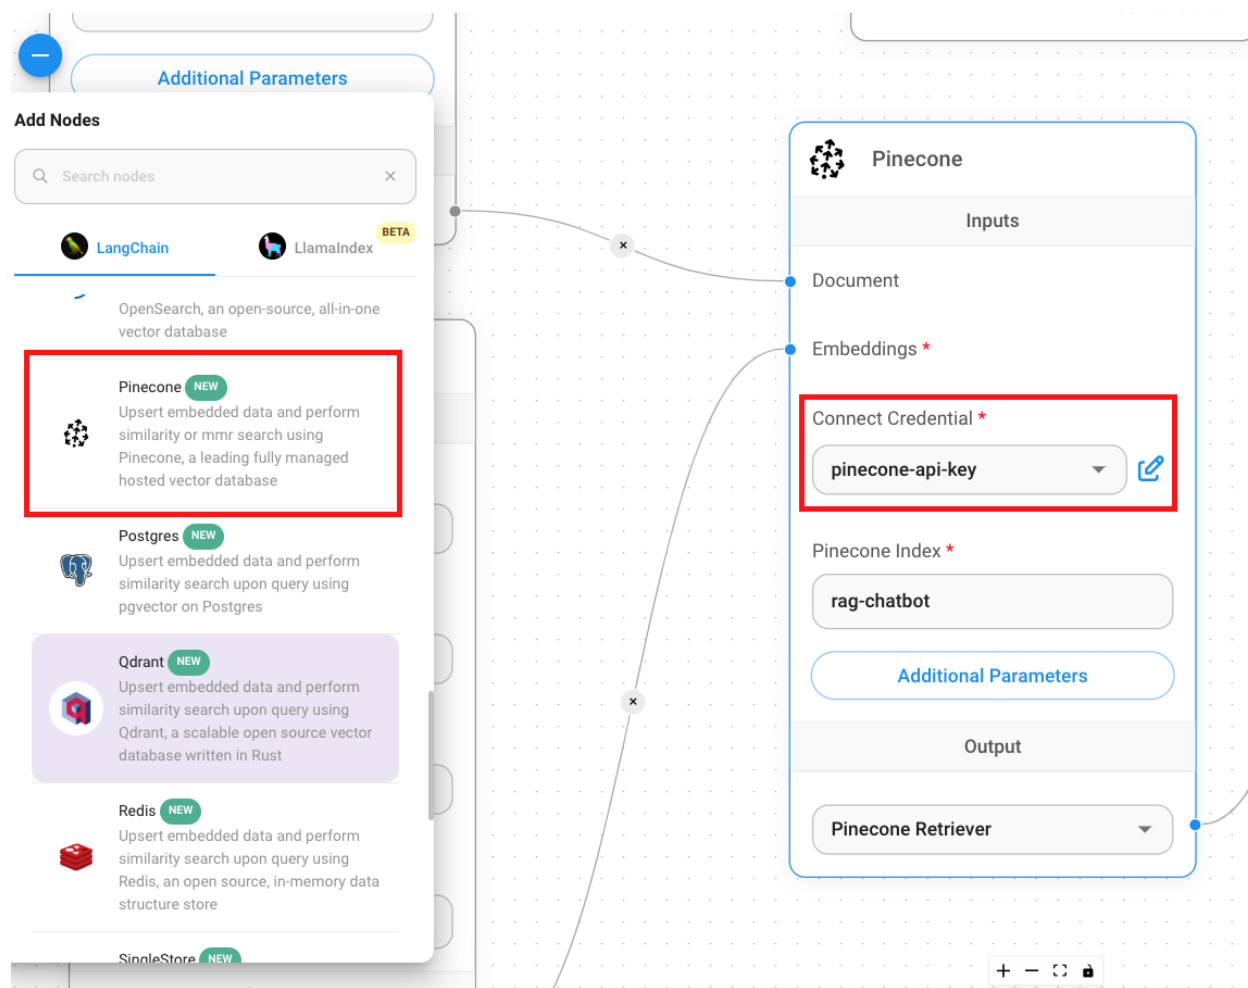 Additional Parameters
Add Nodes
Search nodes
LangChain
LlamaIndex
BETA
OpenSearch, an open-source, all-in-one
vector database
Pinecone NEW
Upsert embedded data and perform
similarity or mmr search using
Pinecone, a leading fully managed
hosted vector database
Postgres NEW
Upsert embedded data and perform
similarity search upon query using
pgvector on Postgres
Qdrant NEW
Upsert embedded data and perform
similarity search upon query using
Qdrant, a scalable open source vector
database written in Rust
Redis NEW
Upsert embedded data and perform
similarity search upon query using
Redis, an open source, in-memory data
structure store
SingleStore NEW
Pinecone
Inputs
Document
Embeddings *
Connect Credential *
pinecone-api-key
Pinecone Index *
rag-chatbot
Additional Parameters
Output
Pinecone Retriever